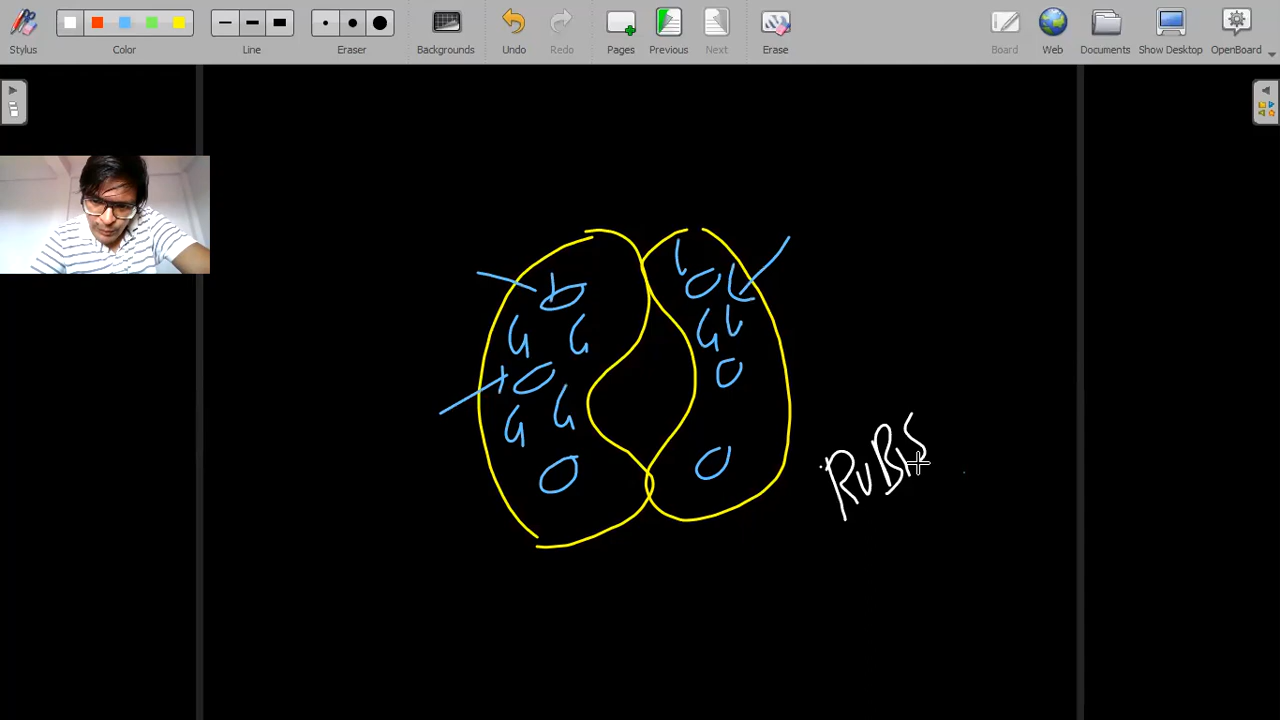 Stylus
Color
Line
Eraser
Backgrounds
Undo
Redo
Pages
Previous
Next
Erase
Board
Web
Documents
Show Desktop
OpenBoard